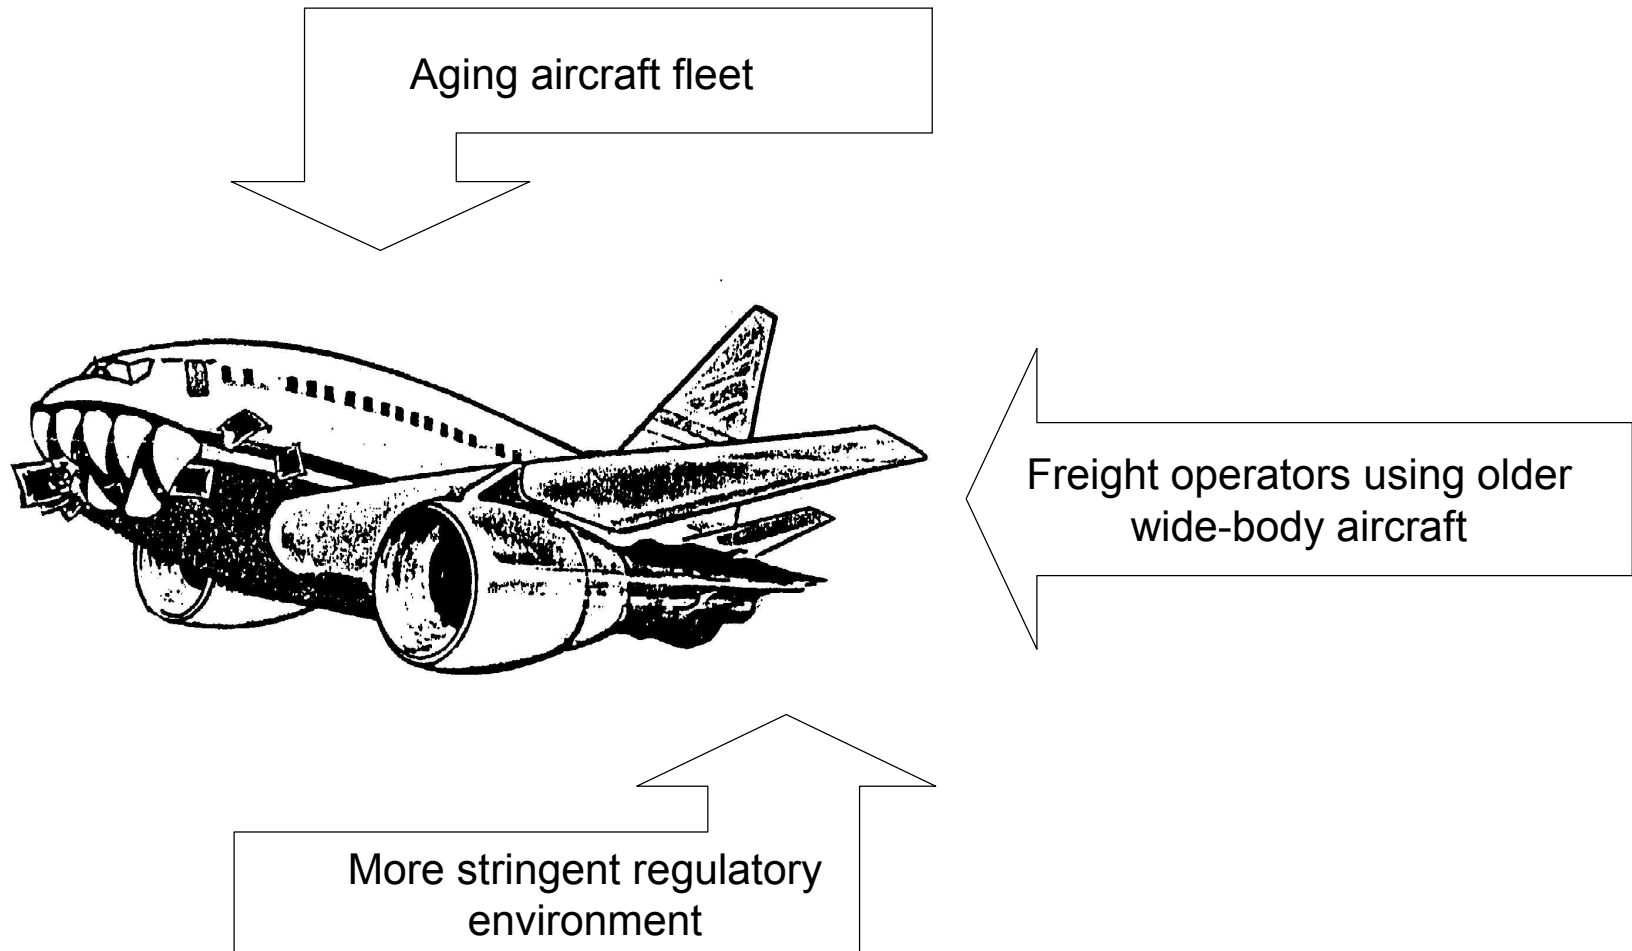 Aging aircraft fleet
Freight operators using older
wide-body aircraft
More stringent regulatory
environment